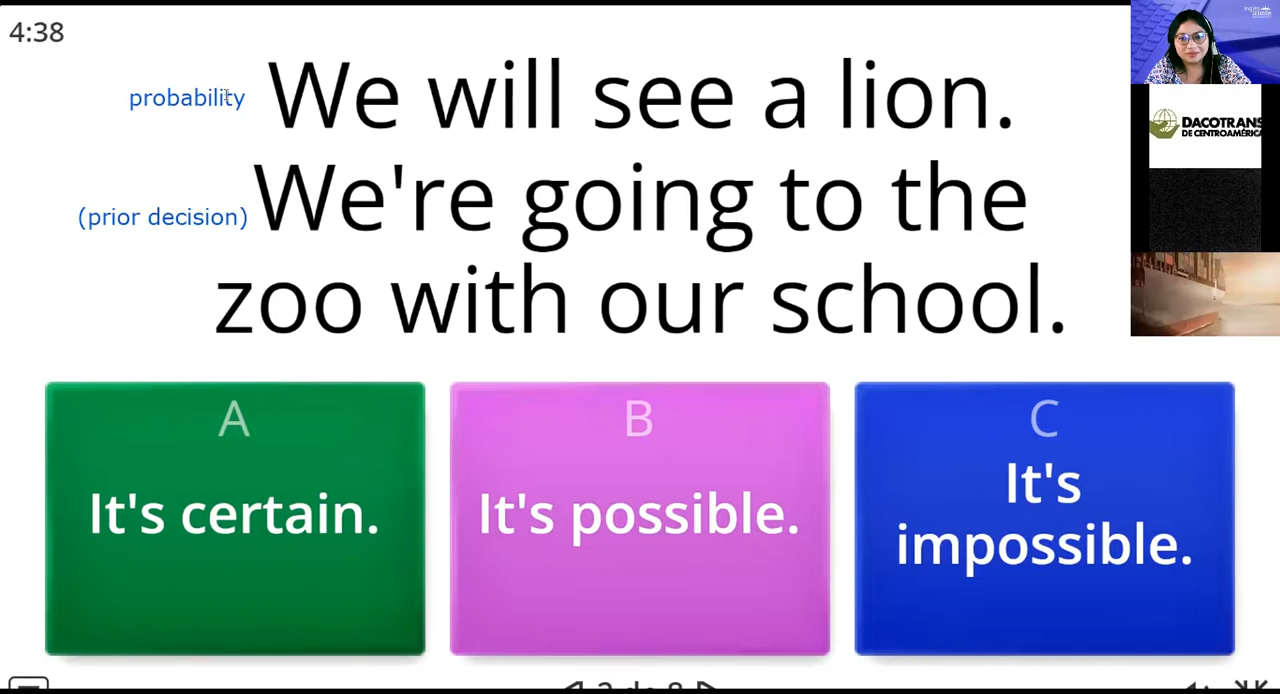 4:38
probability
We will see a lion.
(prior decision)
We're going to the
zoo with our school.
DACOTRANS
DE CENTROAMÉRICA
A
It's certain.
B
It's possible.
C
It's
impossible.